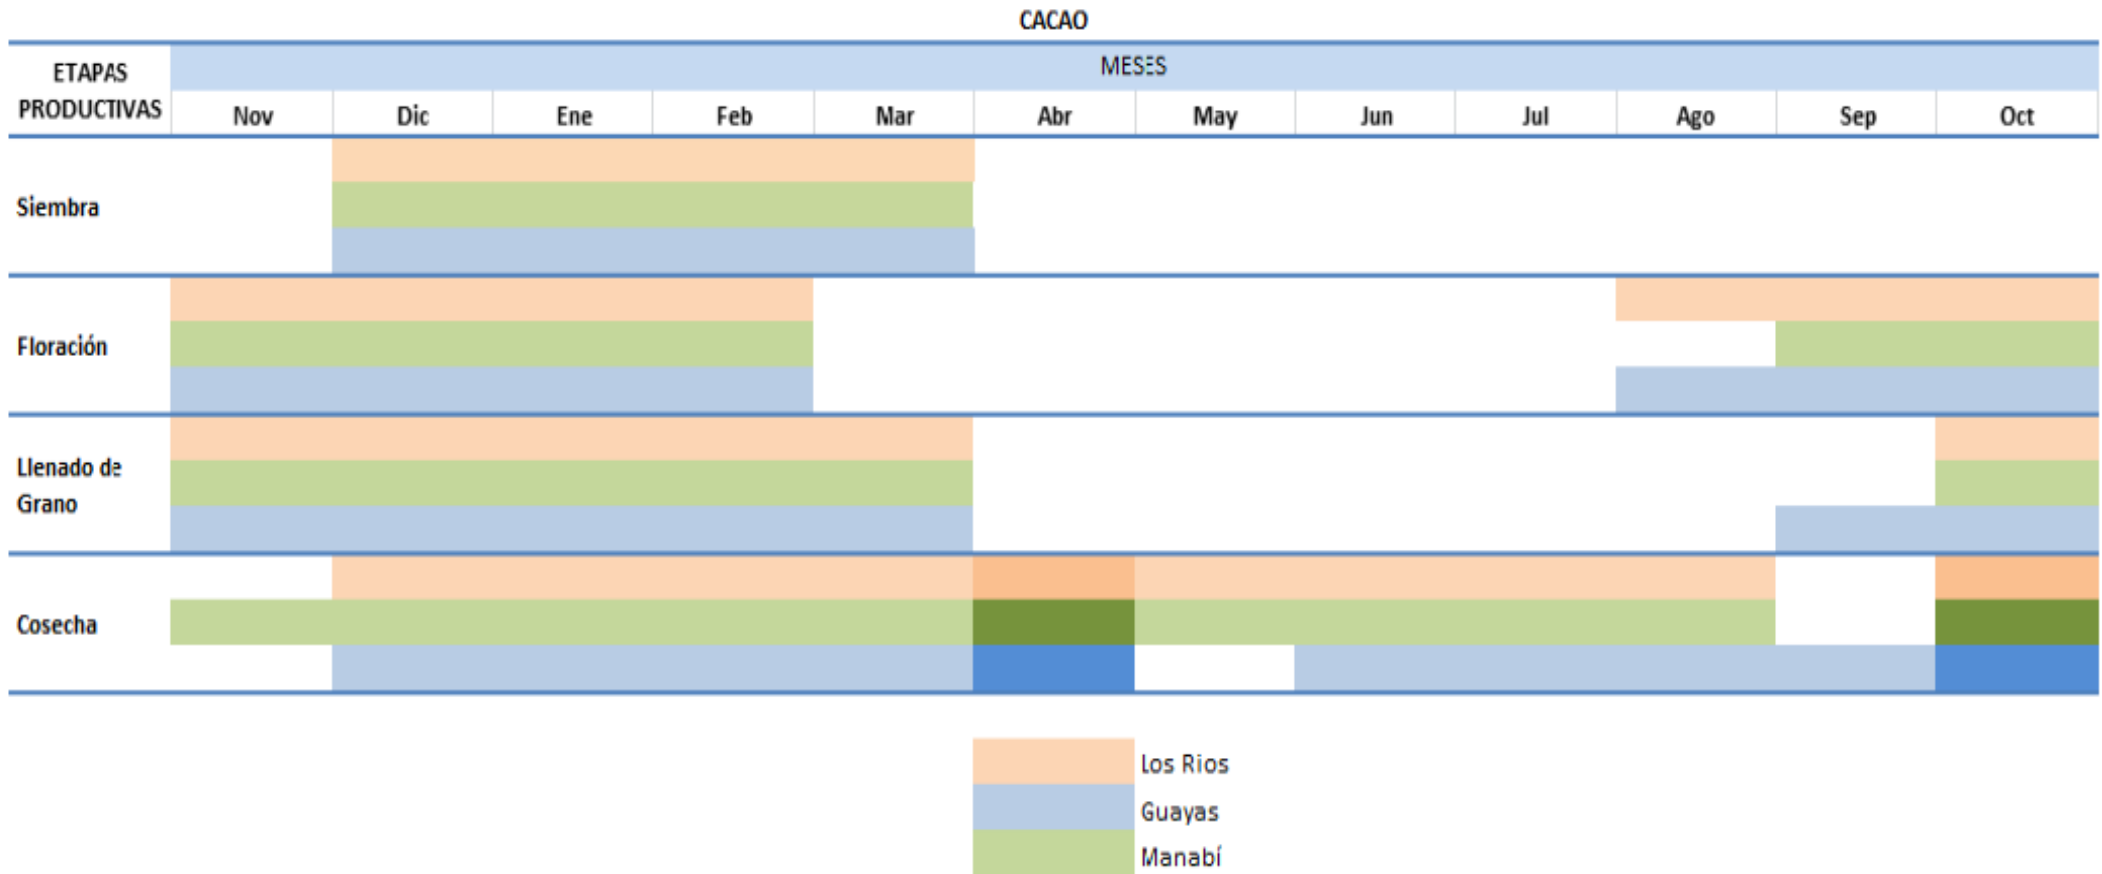 CACAO
ETAPAS PRODUCTIVAS
MESES
Nov Dic Ene Feb Mar Abr May Jun Jul Ago Sep Oct
Siembra
Floración
Llenado de
Grano
Cosecha
Los Rios
Guayas
Manabí